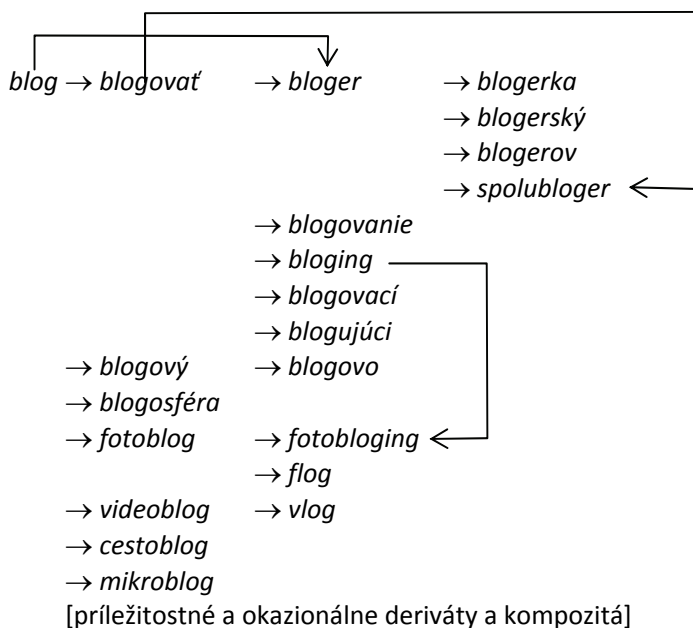 blog → blogovať → bloger → blogerka
→ blogerský
→ blogerov
→ spolubloger
→ blogovanie
→ bloging
→ blogovací
→ blogujúci
→ blogový → blogovo
→ blogosféra
→ fotoblog → fotobloging
→ flog
→ videoblog → vlog
→ cestoblog
→ mikroblog
[príležitostné a okazionálne deriváty a kompozitá]